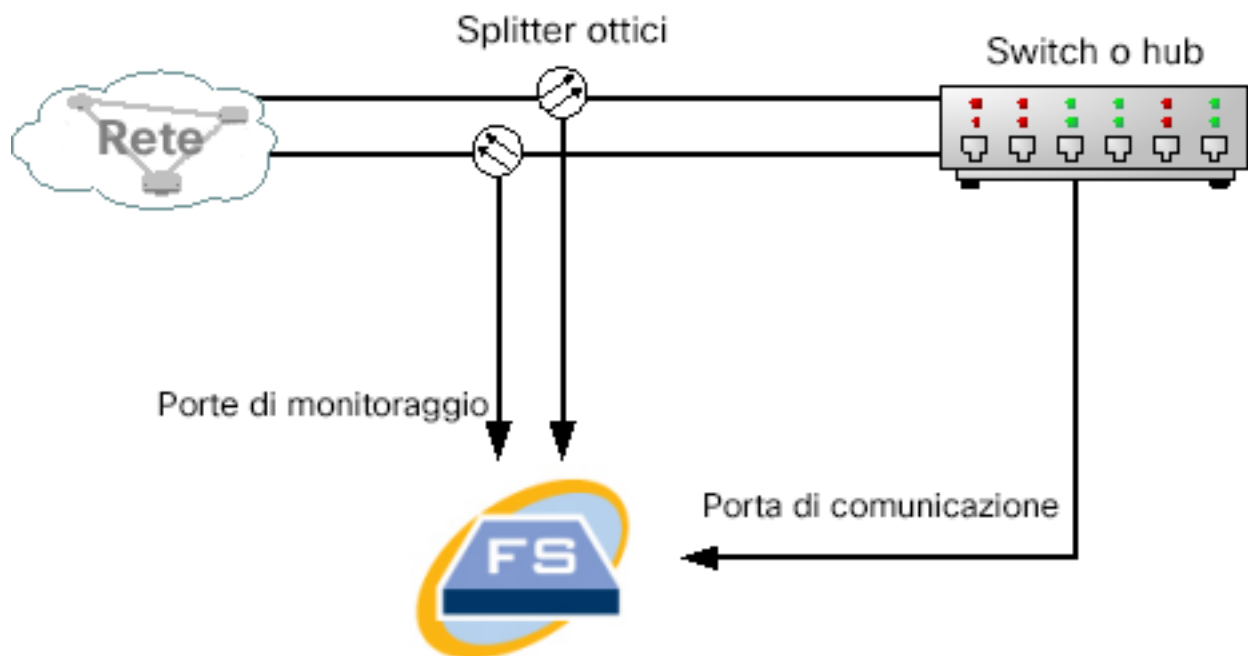 Splitter ottici
Switch o hub
Rete
Porte di monitoraggio
Porta di comunicazione
FS